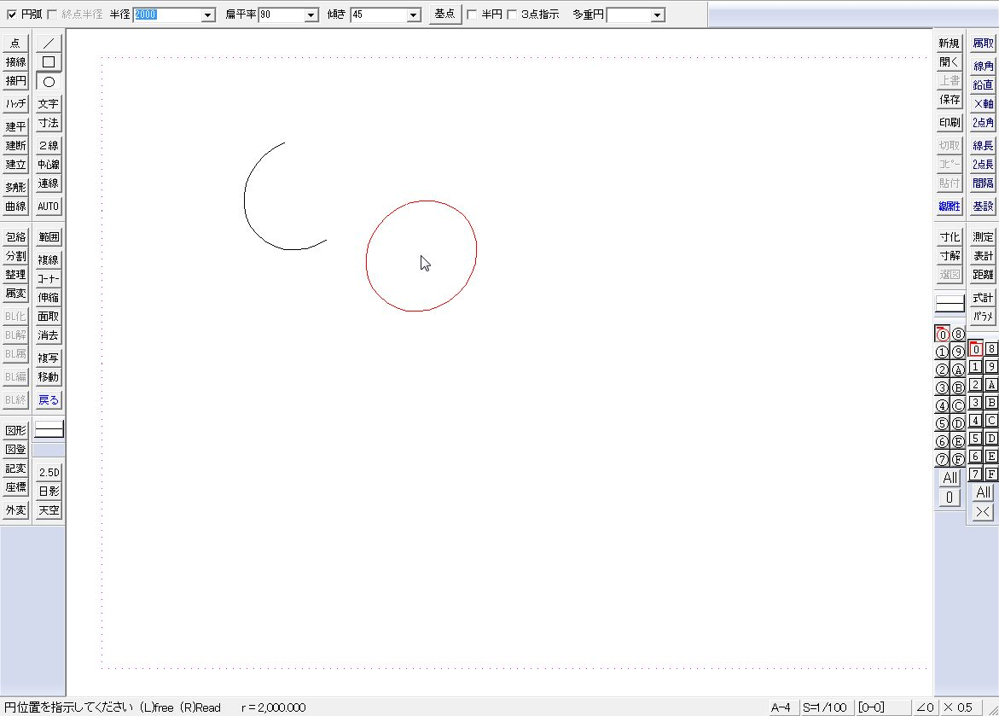 円弧 終点半径 半径 2000 扁平率 90 傾き 45 基点 半円 3点指示 多重円
点 ／
接線 □
接円 ○
ﾊｯﾁ 文字
建平 寸法
建断 2線
建立 中心線
多角形 連線
曲線 AUTO
包絡 範囲
分割 複線
整理 ｺｰﾅｰ
属変 伸縮
BL化 面取
BL解 消去
BL属 複写
BL編 移動
BL終 戻る
図形
図登
記変 2.5D
座標 日影
外変 天空
新規 属取
開く 線角
上書 鉛直
保存 ×軸
印刷 2点角
切取 線長
ｺﾋﾟｰ 2点長
貼付 間隔
線属性 基設
寸化 測定
寸解 表計
選図 距離
式計
ﾊﾟﾗﾒ
0 8
1 9
2 A
3 B
4 C
5 D
6 E
7 F
All
0
0 8
1 9
2 A
3 B
4 C
5 D
6 E
7 F
All
×
円位置を指示してください (L)free (R)Read r = 2,000.000
A-4 S=1/100 [0-0] ∠0 × 0.5